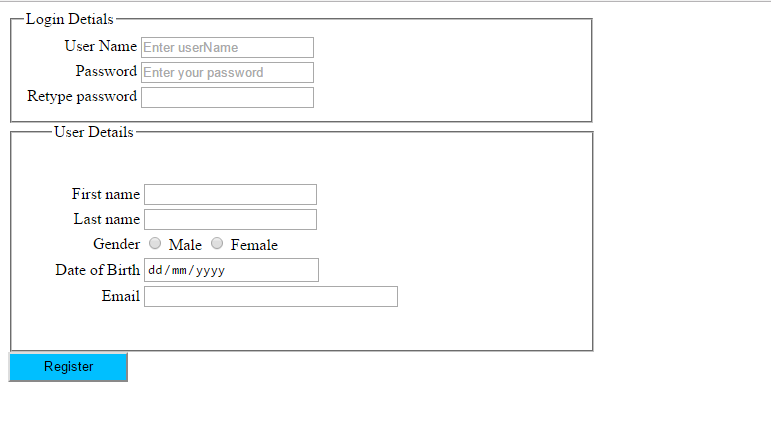 Login Detials
User Name Enter userName
Password Enter your password
Retype password
User Details
First name
Last name
Gender Male Female
Date of Birth dd/mm/yyyy
Email
Register